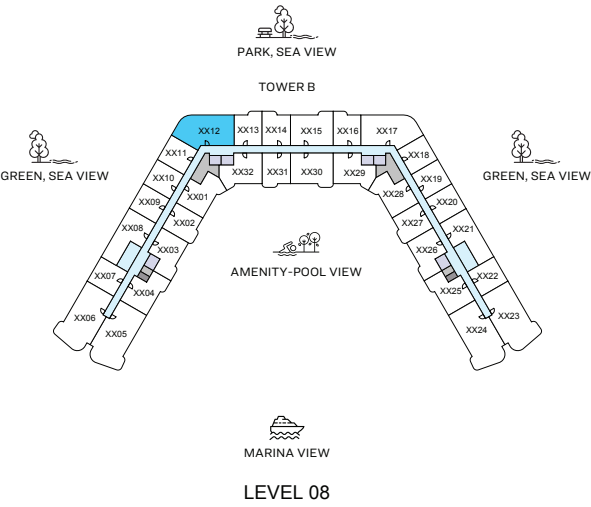 PARK, SEA VIEW
TOWER B
XX12
XX13
XX14
XX15
XX16
XX17
XX11
XX32
XX31
XX30
XX29
XX18
GREEN, SEA VIEW
GREEN, SEA VIEW
XX10
XX01
XX28
XX19
XX09
XX02
XX27
XX20
XX08
XX03
XX26
XX21
AMENITY-POOL VIEW
XX07
XX04
XX25
XX22
XX06
XX05
XX24
XX23
MARINA VIEW
LEVEL 08